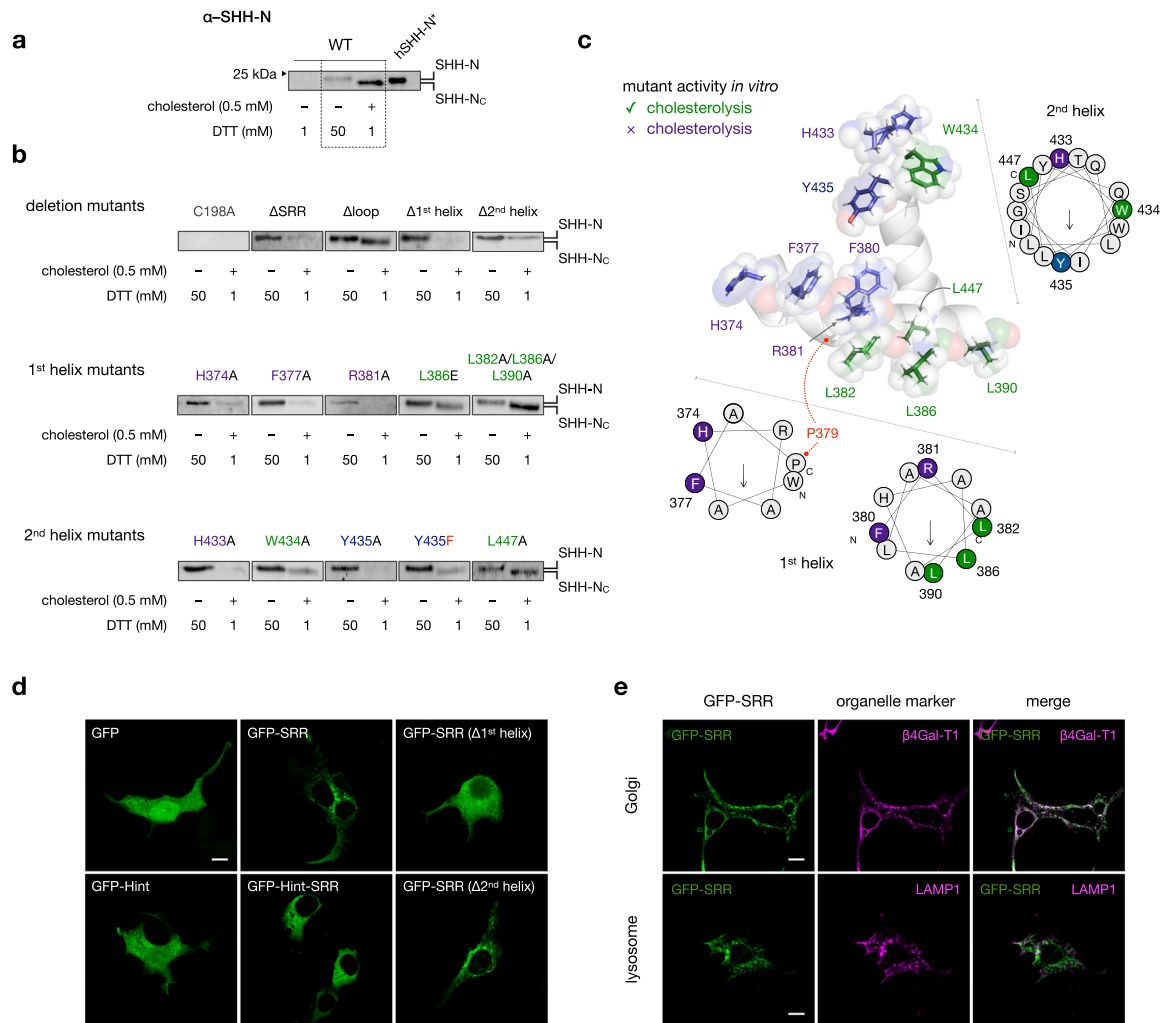 α–SHH-N
a
WT
hSHH-N*
25 kDa
SHH-N
SHH-Nc
cholesterol (0.5 mM) – – +
DTT (mM) 1 50 1
b
deletion mutants
C198A ΔSRR Δloop Δ1st helix Δ2nd helix
SHH-N
SHH-Nc
cholesterol (0.5 mM) – + – + – + – + – +
DTT (mM) 50 1 50 1 50 1 50 1 50 1
1st helix mutants
L382A/L386A/
H374A F377A R381A L386E L390A
SHH-N
SHH-Nc
cholesterol (0.5 mM) – + – + – + – + – +
DTT (mM) 50 1 50 1 50 1 50 1 50 1
2nd helix mutants
H433A W434A Y435A Y435F L447A
SHH-N
SHH-Nc
cholesterol (0.5 mM) – + – + – + – + – +
DTT (mM) 50 1 50 1 50 1 50 1 50 1
c
mutant activity in vitro
✓ cholesterolysis
× cholesterolysis
H433
W434
Y435
F377
F380
H374
R381
L447
L382
L386
L390
P379
2nd helix
433
447
434
435
C
N
L
Y
H
T
Q
Q
W
W
L
I
Y
L
L
I
G
S
374
377
H
A
R
P
C
W
N
A
A
F
381
380
382
386
390
1st helix
A
R
A
A
L
C
L
L
A
L
F
N
H
d
GFP
GFP-SRR
GFP-SRR (Δ1st helix)
GFP-Hint
GFP-Hint-SRR
GFP-SRR (Δ2nd helix)
e
GFP-SRR organelle marker merge
Golgi
GFP-SRR
β4Gal-T1
GFP-SRR β4Gal-T1
lysosome
GFP-SRR
LAMP1
GFP-SRR LAMP1